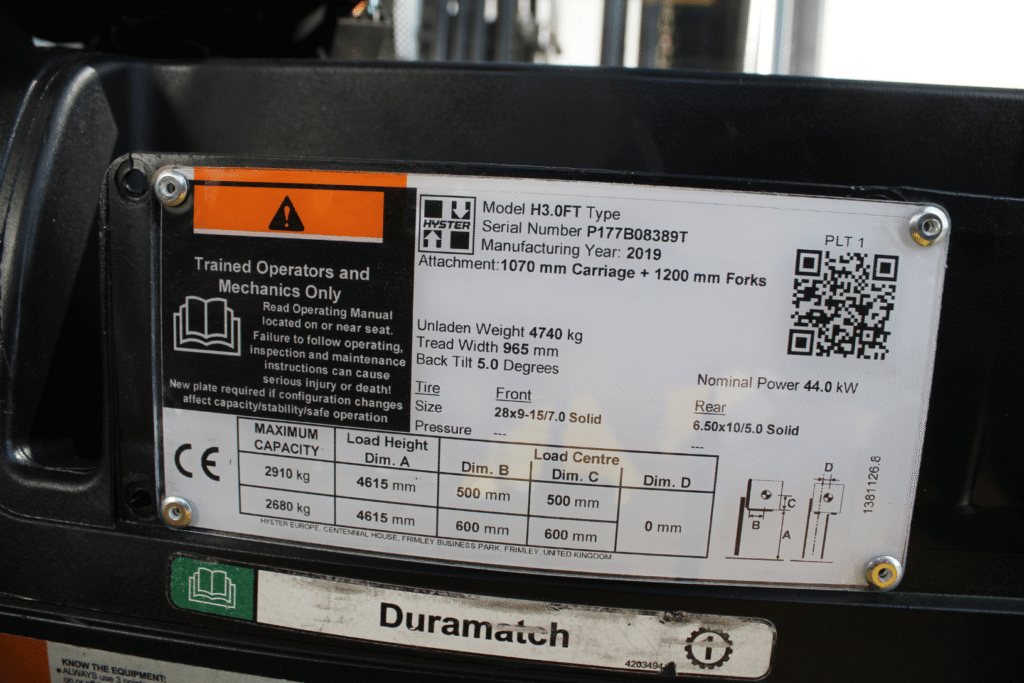 Trained Operators and
Mechanics Only
Read Operating Manual
located on or near seat.
Failure to follow operating,
inspection and maintenance
instructions can cause
serious injury or death!
New plate required if configuration changes
affect capacity/stability/safe operation
HYSTER
Model H3.0FT Type
Serial Number P177B08389T
Manufacturing Year: 2019
Attachment:1070 mm Carriage + 1200 mm Forks
PLT 1
Unladen Weight 4740 kg
Tread Width 965 mm
Back Tilt 5.0 Degrees
Nominal Power 44.0 kW
Tire Front Rear
Size 28x9-15/7.0 Solid 6.50x10/5.0 Solid
Pressure --- ---
CE
MAXIMUM CAPACITY Load Height Dim. A Load Centre
Dim. B Dim. C Dim. D
2910 kg 4615 mm 500 mm 500 mm 0 mm
2680 kg 4615 mm 600 mm 600 mm
D
C
B
A
1381126.8
HYSTER EUROPE, CENTENNIAL HOUSE, FRIMLEY BUSINESS PARK, FRIMLEY, UNITED KINGDOM
Duramatch
i
4203494
KNOW THE EQUIPMENT:
• ALWAYS use 3